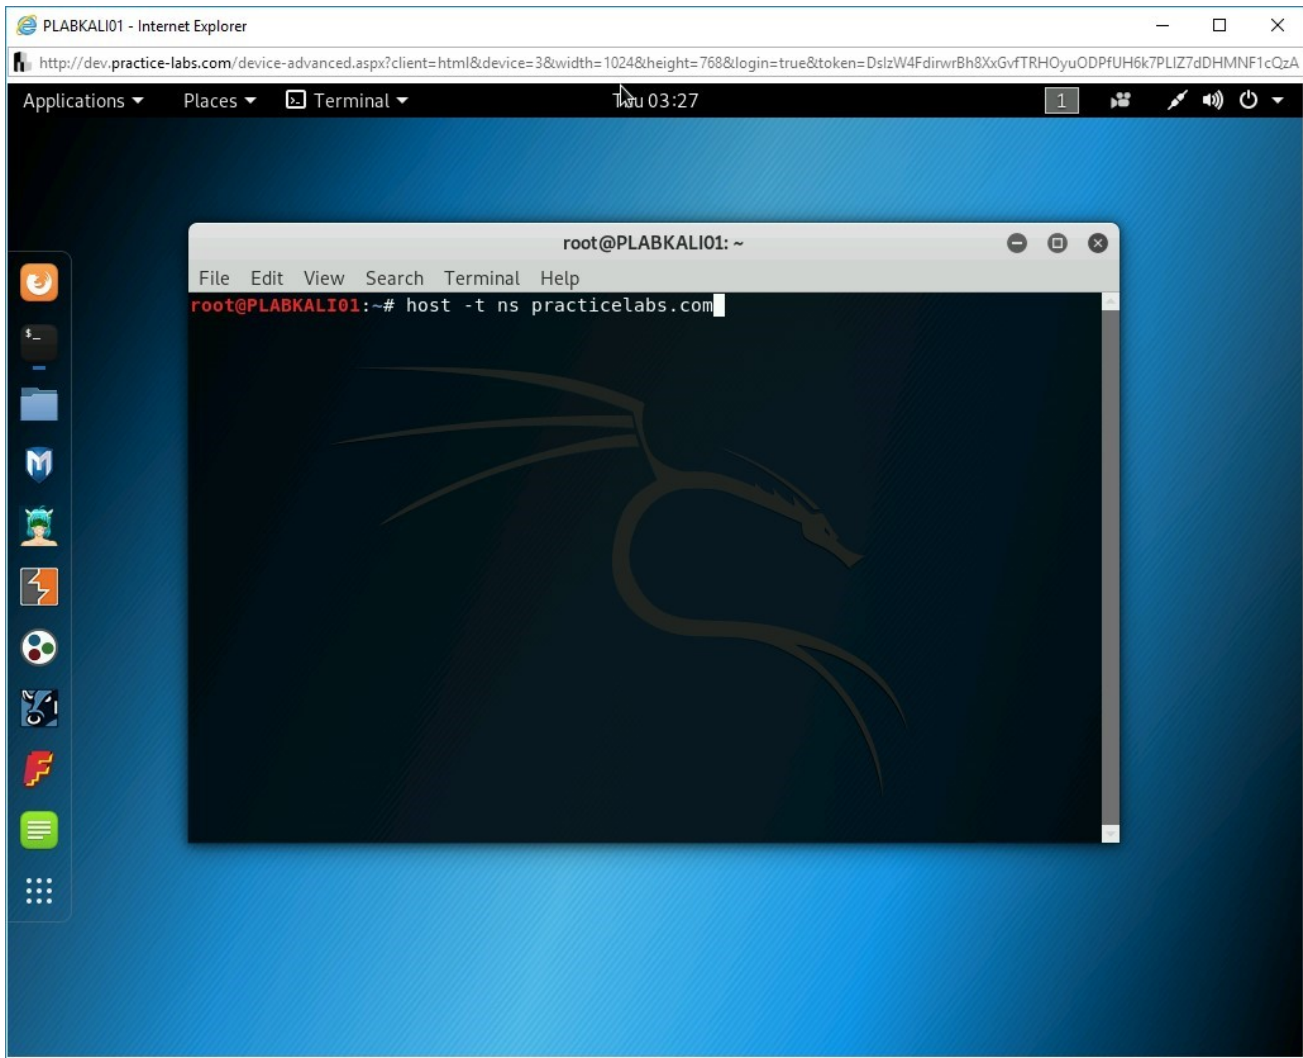 PLABKALI01 - Internet Explorer
http://dev.practice-labs.com/device-advanced.aspx?client=html&device=3&width=1024&height=768&login=true&token=DsIzW4FdirwrBh8XxGvfTRHOyuODPfUH6k7PLIZ7dDHMNF1cQzA
Applications Places Terminal Thu 03:27 1
root@PLABKALI01: ~
File Edit View Search Terminal Help
root@PLABKALI01:~# host -t ns practicelabs.com
$_